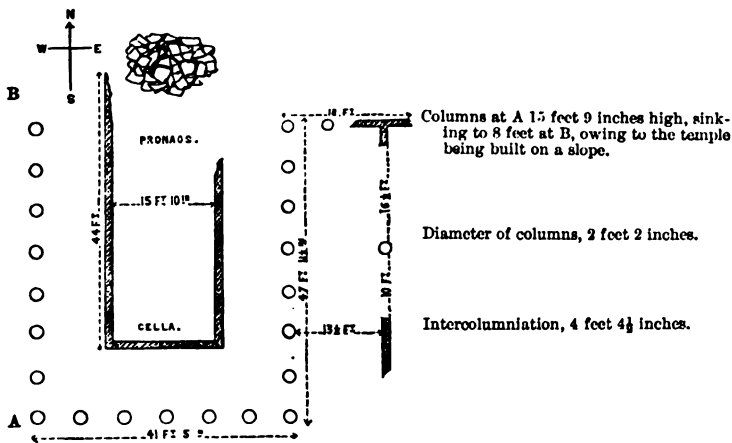 N
W E
S
B
PRONAOS.
15 FT 10 IN
44 FT
CELLA.
A
41 FT 5 IN
18 FT
16½ FT
10 FT
13½ FT
Columns at A 15 feet 9 inches high, sink-
ing to 8 feet at B, owing to the temple
being built on a slope.
Diameter of columns, 2 feet 2 inches.
Intercolumniation, 4 feet 4½ inches.